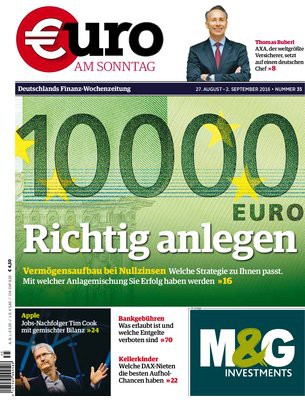 €uro
AM SONNTAG
Thomas Buberl
AXA, der weltgrößte
Versicherer, setzt
auf einen deutschen
Chef »8
Deutschlands Finanz-Wochenzeitung
27. AUGUST - 2. SEPTEMBER 2016 • NUMMER 35
10000
EURO
Richtig anlegen
Vermögensaufbau bei Nullzinsen Welche Strategie zu Ihnen passt.
Mit welcher Anlagemischung Sie Erfolg haben werden »16
€ 4,50
Apple
Jobs-Nachfolger Tim Cook
mit gemischter Bilanz »24
Bankgebühren
Was erlaubt ist und
welche Entgelte
verboten sind »70
Kellerkinder
Welche DAX-Nieten
die besten Aufhol-
Chancen haben »22
M&G
INVESTMENTS